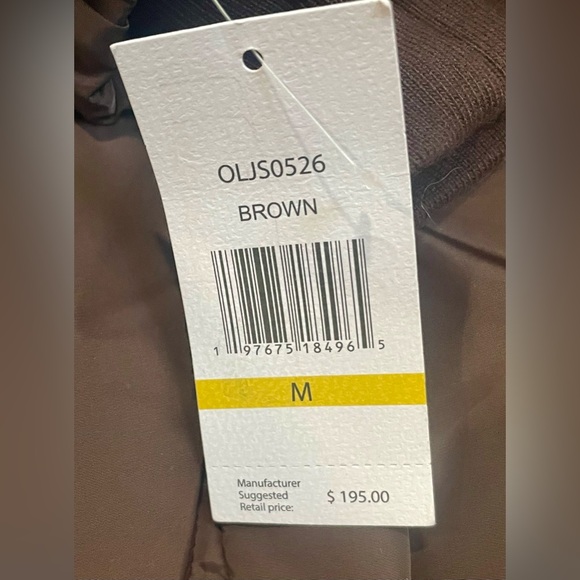 OLJS0526
BROWN
1 97675 18496 5
M
Manufacturer
Suggested
Retail price:
$ 195.00